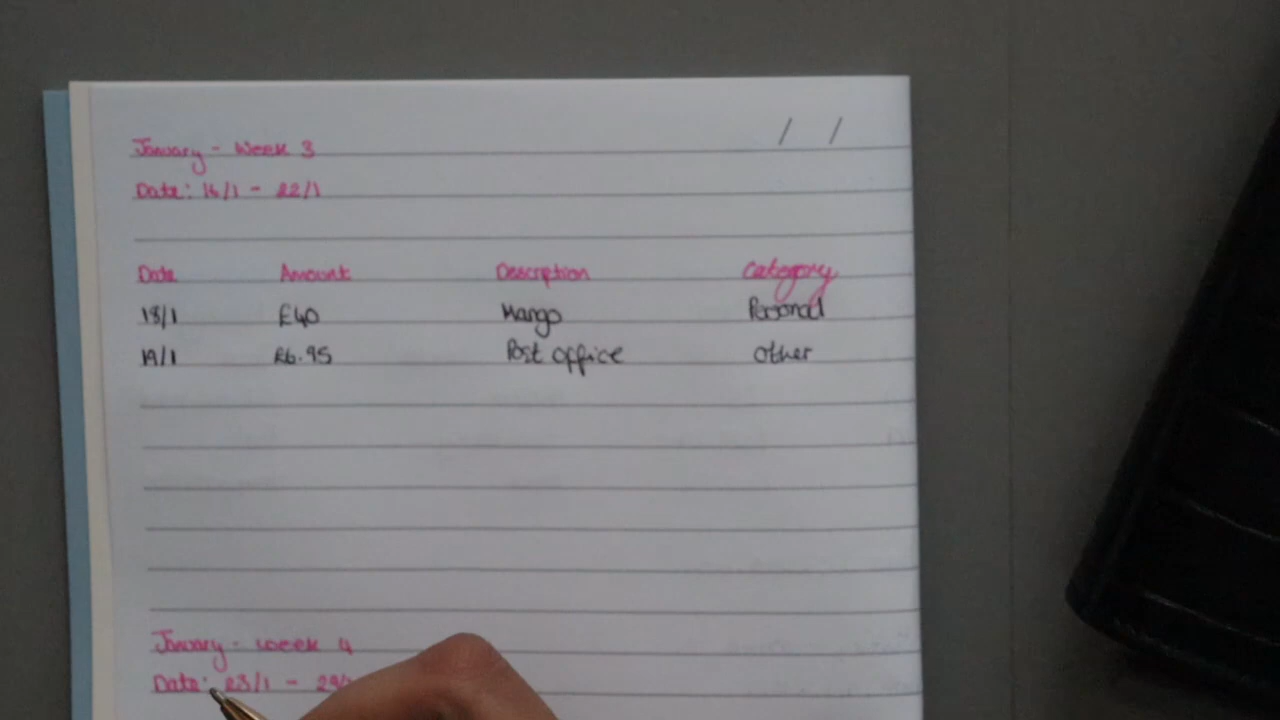 / /
January - Week 3
Date: 16/1 - 22/1
Date Amount Description Category
18/1 £40 Mango Personal
19/1 £6.95 Post office Other
January - Week 4
Date: 23/1 -